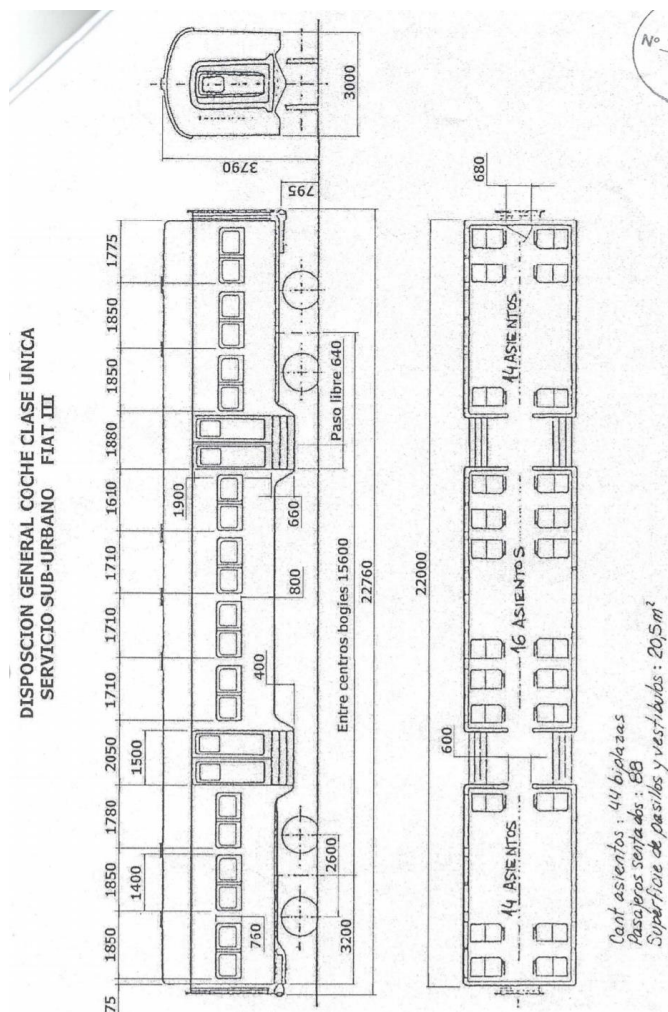 DISPOSCION GENERAL COCHE CLASE UNICA
SERVICIO SUB-URBANO FIAT III
Nº
3000
3790
795
1775
1850
1850
1880
1610
1710
1710
1710
2050
1780
1850
1850
75
1900
660
Paso libre 640
800
400
1500
1400
760
2600
3200
Entre centros bogies 15600
22760
680
22000
600
14 ASIENTOS
16 ASIENTOS
14 ASIENTOS
Cant asientos : 44 biplazas
Pasajeros sentados : 88
Superficie de pasillos y vestíbulos : 20,5m²